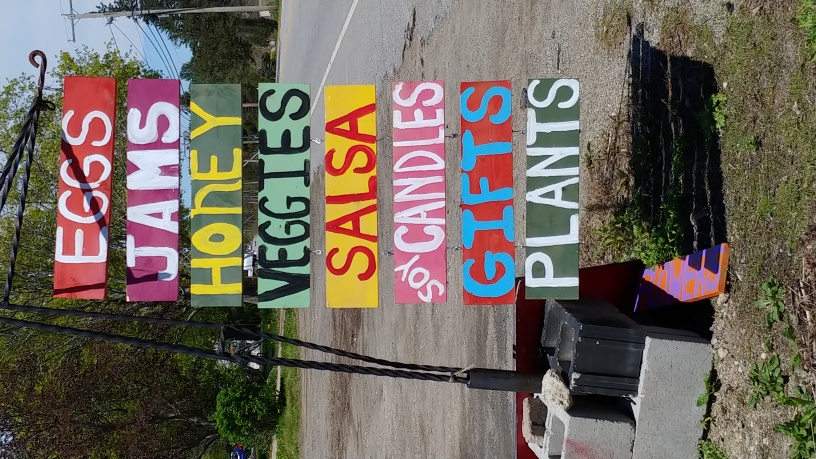 EGGS
JAMS
HONEY
VEGGIES
SALSA
SOY CANDLES
GIFTS
PLANTS